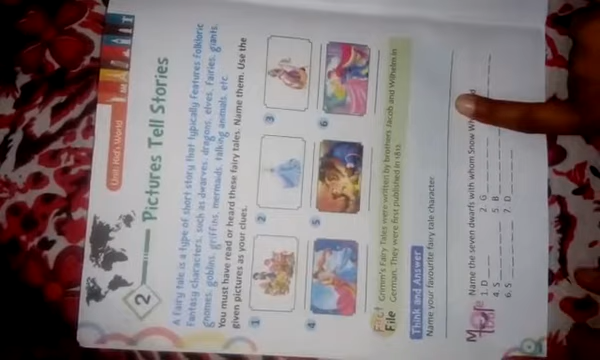 Unit: Kid's World
2
Pictures Tell Stories
A fairy tale is a type of short story that typically features folkloric
fantasy characters, such as dwarves, dragons, elves, fairies, giants,
gnomes, goblins, griffins, mermaids, talking animals, etc.
You must have read or heard these fairy tales. Name them. Use the
given pictures as your clues.
1
2
3
4
5
6
Fact File
Grimm's Fairy Tales were written by brothers Jacob and Wilhelm in
German. They were first published in 1812.
Think and Answer
Name your favourite fairy tale character.
Name the seven dwarfs with whom Snow
1. D
2. G
4. S
5. B
6. S
7. D